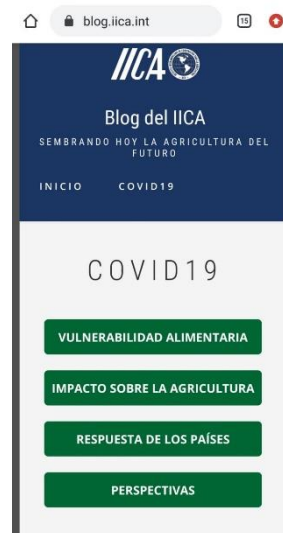 blog.iica.int
15
IICA
Blog del IICA
SEMBRANDO HOY LA AGRICULTURA DEL
FUTURO
INICIO COVID19
COVID19
VULNERABILIDAD ALIMENTARIA
IMPACTO SOBRE LA AGRICULTURA
RESPUESTA DE LOS PAÍSES
PERSPECTIVAS